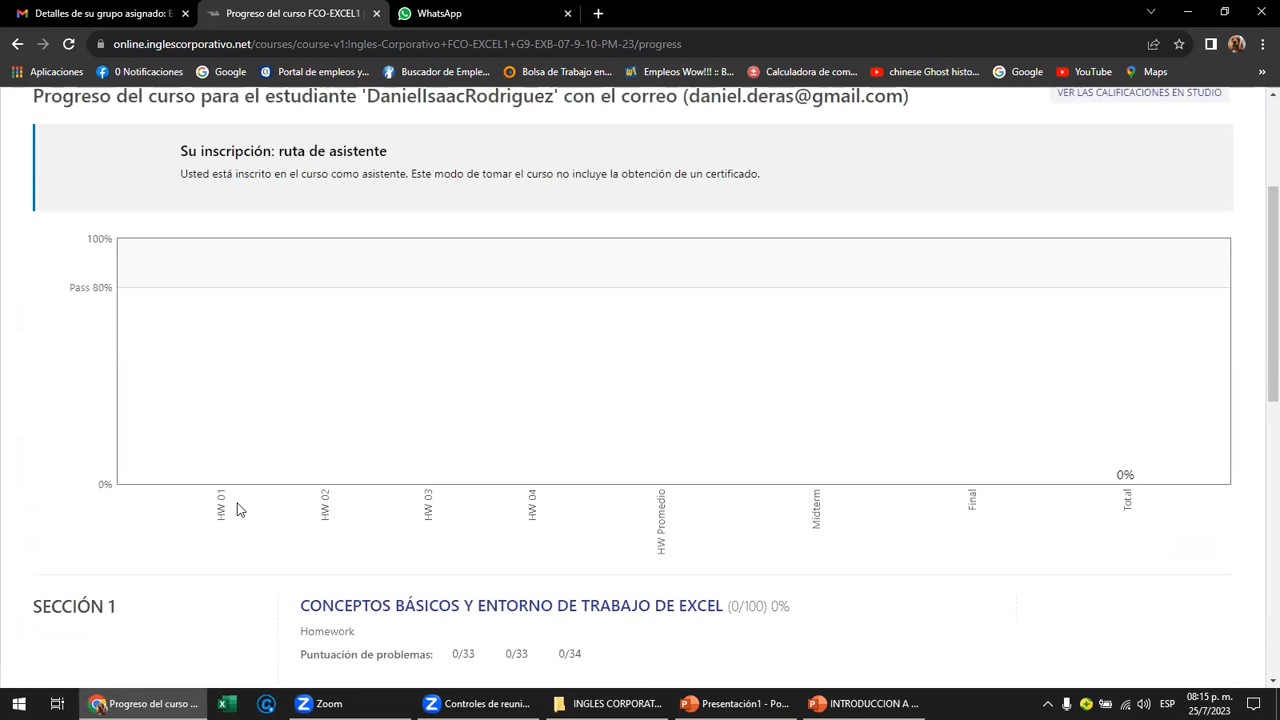 Detalles de su grupo asignado: E
Progreso del curso FCO-EXCEL1
WhatsApp
online.inglescorporativo.net/courses/course-v1:Ingles-Corporativo+FCO-EXCEL1+G9-EXB-07-9-10-PM-23/progress
Aplicaciones
0 Notificaciones
Google
Portal de empleos y...
Buscador de Emple...
Bolsa de Trabajo en...
Empleos Wow!!! :: B...
Calculadora de com...
chinese Ghost histo...
Google
YouTube
Maps
»
Progreso del curso para el estudiante 'DanielIsaacRodriguez' con el correo (daniel.deras@gmail.com)
VER LAS CALIFICACIONES EN STUDIO
Su inscripción: ruta de asistente
Usted está inscrito en el curso como asistente. Este modo de tomar el curso no incluye la obtención de un certificado.
100%
Pass 80%
0%
0%
HW 01
HW 02
HW 03
HW 04
HW Promedio
Midterm
Final
Total
SECCIÓN 1
CONCEPTOS BÁSICOS Y ENTORNO DE TRABAJO DE EXCEL (0/100) 0%
Homework
Puntuación de problemas: 0/33 0/33 0/34
Progreso del curso ...
Zoom
Controles de reuni...
INGLES CORPORAT...
Presentación1 - Po...
INTRODUCCION A ...
ESP
08:15 p. m.
25/7/2023